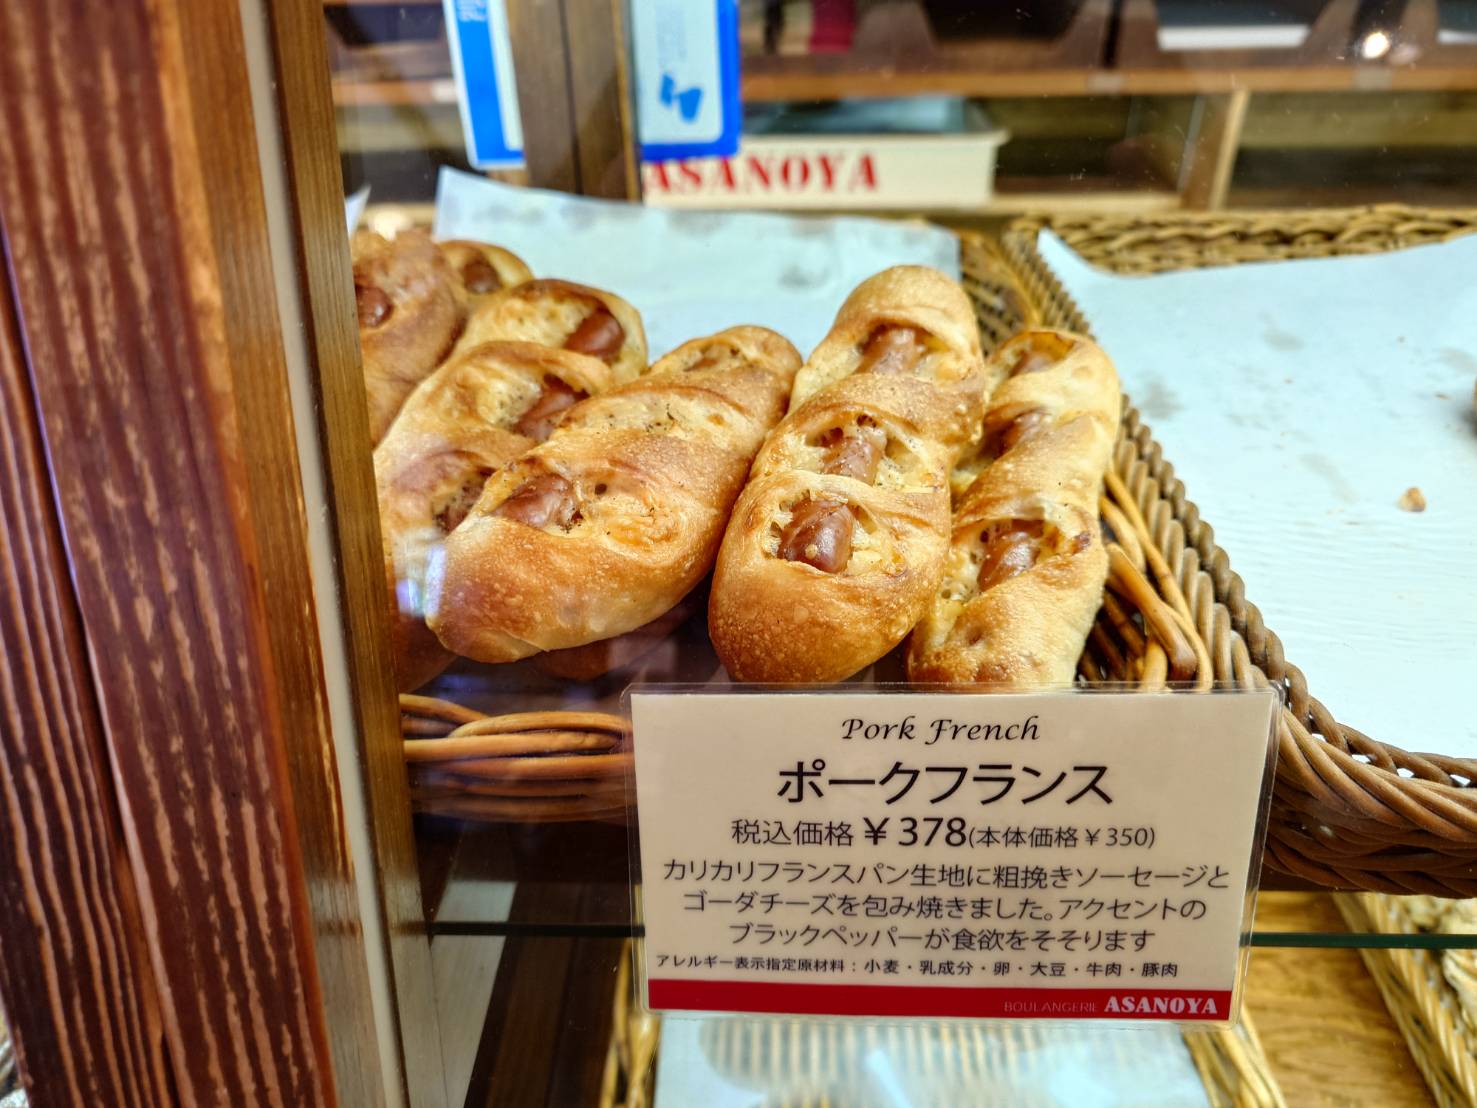 ASANOYA
Pork French
ポークフランス
税込価格 ¥378(本体価格¥350)
カリカリフランスパン生地に粗挽きソーセージと
ゴーダチーズを包み焼きました。アクセントの
ブラックペッパーが食欲をそそります
アレルギー表示指定原材料：小麦・乳成分・卵・大豆・牛肉・豚肉
BOULANGERIE ASANOYA